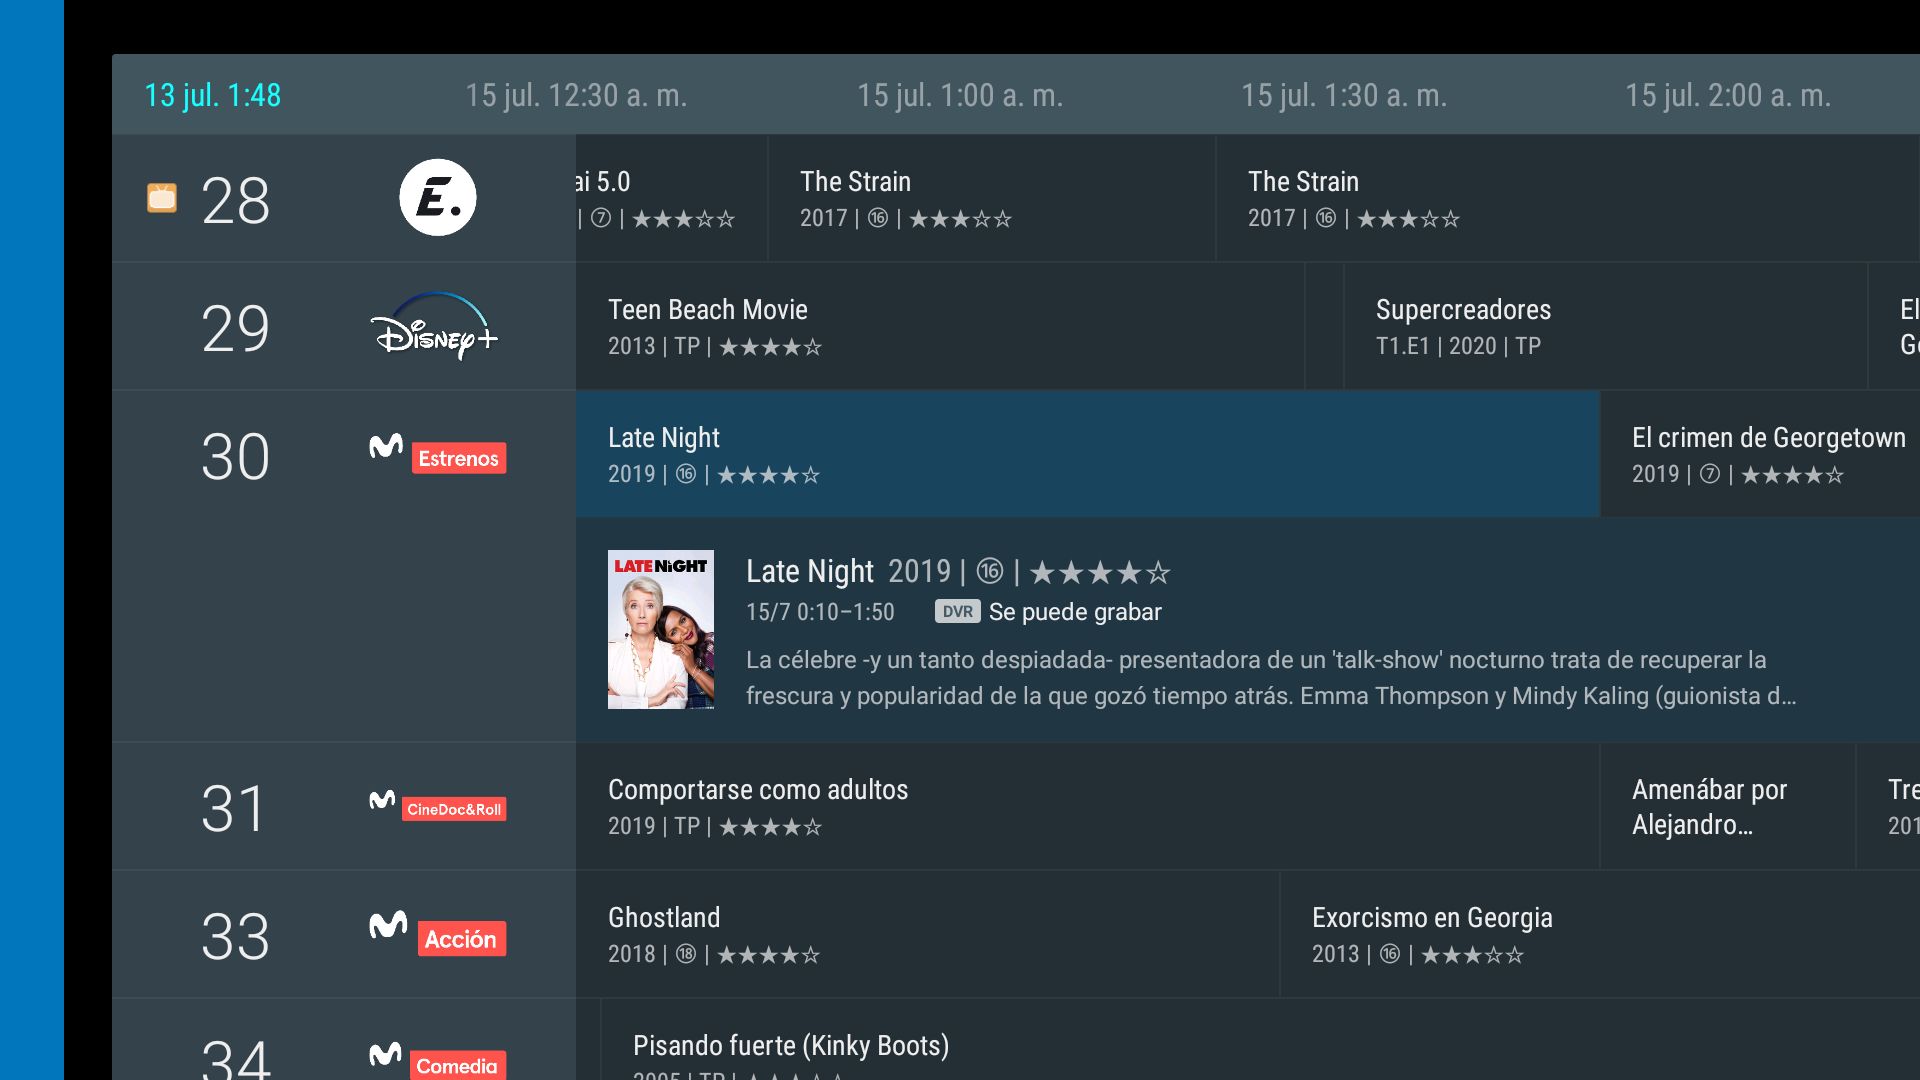 13 jul. 1:48
15 jul. 12:30 a. m.
15 jul. 1:00 a. m.
15 jul. 1:30 a. m.
15 jul. 2:00 a. m.
28
E.
ai 5.0
| ⑦ | ★★★☆☆
The Strain
2017 | ⑯ | ★★★☆☆
The Strain
2017 | ⑯ | ★★★☆☆
29
Disney+
Teen Beach Movie
2013 | TP | ★★★★☆
Supercreadores
T1.E1 | 2020 | TP
El
30
Estrenos
Late Night
2019 | ⑯ | ★★★★☆
El crimen de Georgetown
2019 | ⑦ | ★★★★☆
LATE NiGHT
Late Night 2019 | ⑯ | ★★★★☆
15/7 0:10–1:50 DVR Se puede grabar
La célebre -y un tanto despiadada- presentadora de un 'talk-show' nocturno trata de recuperar la
frescura y popularidad de la que gozó tiempo atrás. Emma Thompson y Mindy Kaling (guionista d...
31
CineDoc&Roll
Comportarse como adultos
2019 | TP | ★★★★☆
Amenábar por
Alejandro...
Tre
201
33
Acción
Ghostland
2018 | ⑱ | ★★★★☆
Exorcismo en Georgia
2013 | ⑯ | ★★★☆☆
34
Comedia
Pisando fuerte (Kinky Boots)
2005 | TP |